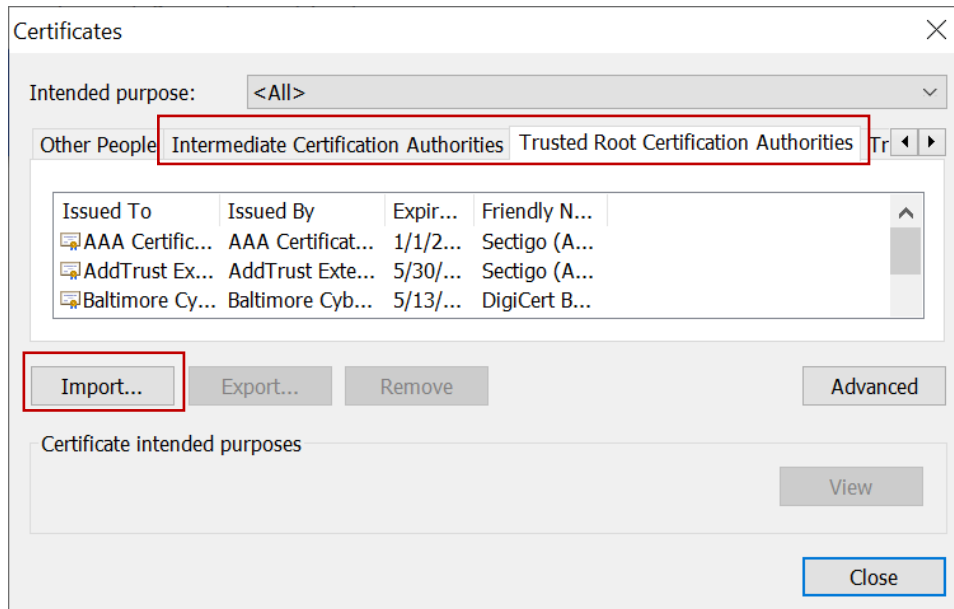 Certificates
Intended purpose: <All>
Other People Intermediate Certification Authorities Trusted Root Certification Authorities Tr
Issued To Issued By Expir... Friendly N...
AAA Certific... AAA Certificat... 1/1/2... Sectigo (A...
AddTrust Ex... AddTrust Exte... 5/30/... Sectigo (A...
Baltimore Cy... Baltimore Cyb... 5/13/... DigiCert B...
Import... Export... Remove Advanced
Certificate intended purposes
View
Close